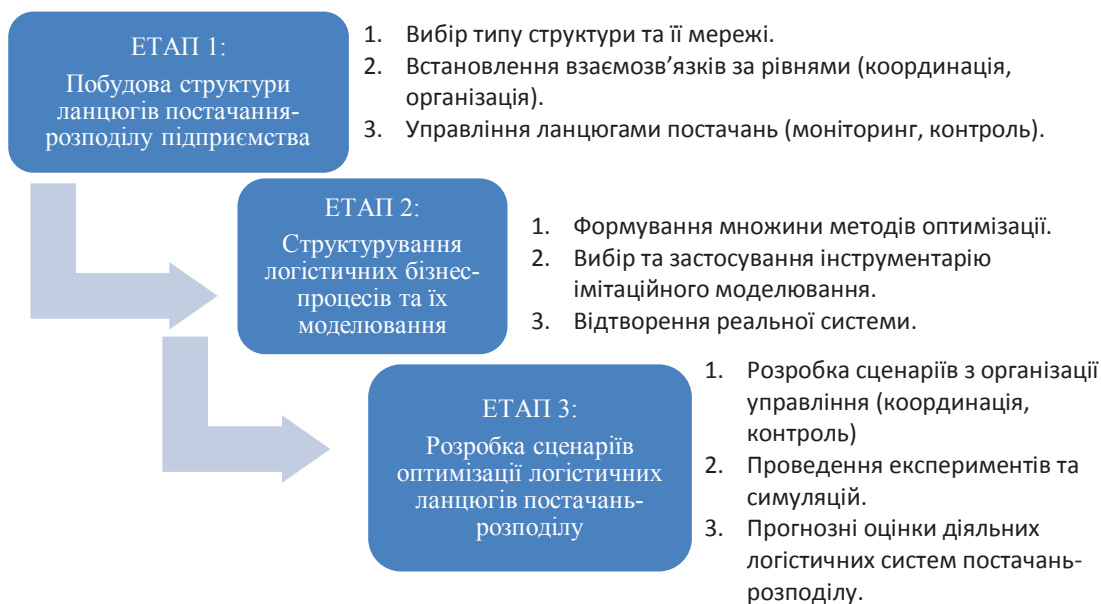 ЕТАП 1:
Побудова структури
ланцюгів постачання-
розподілу підприємства
1. Вибір типу структури та її мережі.
2. Встановлення взаємозв’язків за рівнями (координація,
організація).
3. Управління ланцюгами постачань (моніторинг, контроль).
ЕТАП 2:
Структурування
логістичних бізнес-
процесів та їх
моделювання
1. Формування множини методів оптимізації.
2. Вибір та застосування інструментарію
імітаційного моделювання.
3. Відтворення реальної системи.
ЕТАП 3:
Розробка сценаріїв
оптимізації логістичних
ланцюгів постачань-
розподілу
1. Розробка сценаріїв з організації
управління (координація,
контроль)
2. Проведення експериментів та
симуляцій.
3. Прогнозні оцінки діяльних
логістичних систем постачань-
розподілу.